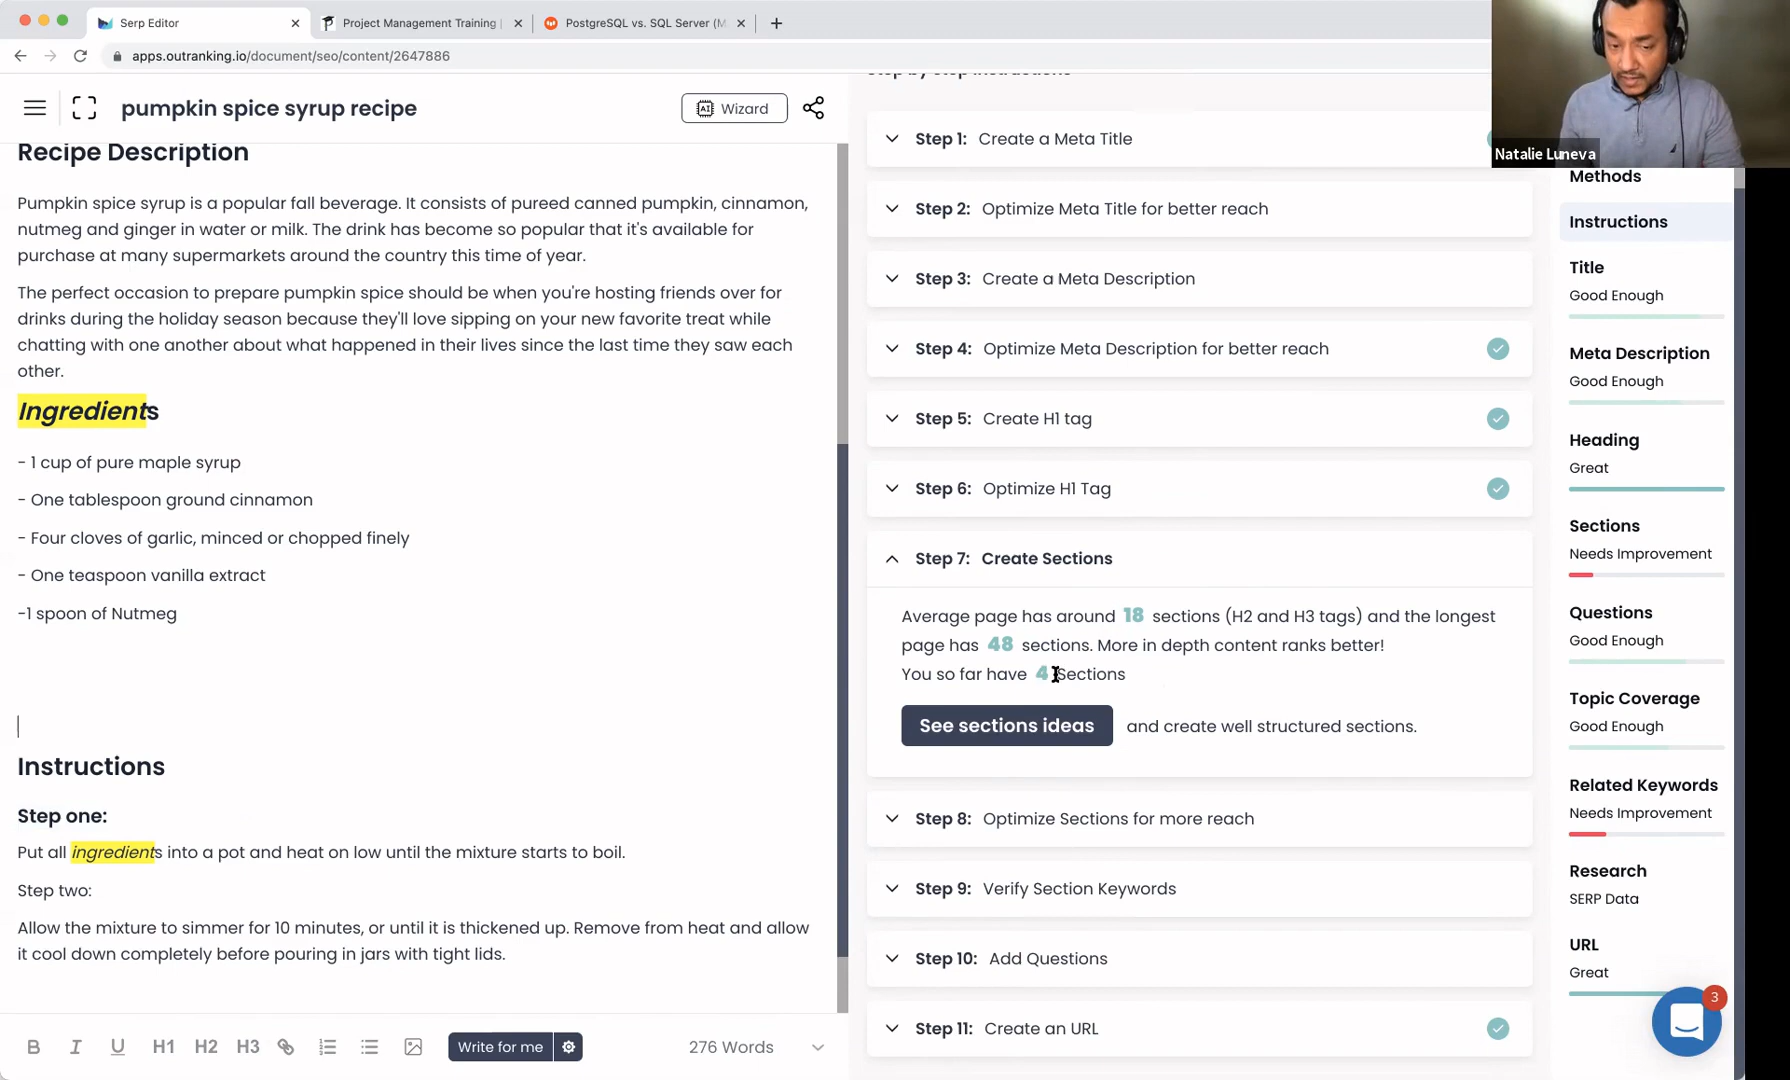 Serp Editor
Project Management Training |
PostgreSQL vs. SQL Server (M
apps.outranking.io/document/seo/content/2647886
pumpkin spice syrup recipe
AI Wizard
Recipe Description
Pumpkin spice syrup is a popular fall beverage. It consists of pureed canned pumpkin, cinnamon,
nutmeg and ginger in water or milk. The drink has become so popular that it's available for
purchase at many supermarkets around the country this time of year.
The perfect occasion to prepare pumpkin spice should be when you're hosting friends over for
drinks during the holiday season because they'll love sipping on your new favorite treat while
chatting with one another about what happened in their lives since the last time they saw each
other.
Ingredients
- 1 cup of pure maple syrup
- One tablespoon ground cinnamon
- Four cloves of garlic, minced or chopped finely
- One teaspoon vanilla extract
-1 spoon of Nutmeg
Instructions
Step one:
Put all ingredients into a pot and heat on low until the mixture starts to boil.
Step two:
Allow the mixture to simmer for 10 minutes, or until it is thickened up. Remove from heat and allow
it cool down completely before pouring in jars with tight lids.
B I U H1 H2 H3
Write for me
276 Words
Step 1: Create a Meta Title
Step 2: Optimize Meta Title for better reach
Step 3: Create a Meta Description
Step 4: Optimize Meta Description for better reach
Step 5: Create H1 tag
Step 6: Optimize H1 Tag
Step 7: Create Sections
Average page has around 18 sections (H2 and H3 tags) and the longest
page has 48 sections. More in depth content ranks better!
You so far have 4 Sections
See sections ideas and create well structured sections.
Step 8: Optimize Sections for more reach
Step 9: Verify Section Keywords
Step 10: Add Questions
Step 11: Create an URL
Natalie Luneva
Methods
Instructions
Title
Good Enough
Meta Description
Good Enough
Heading
Great
Sections
Needs Improvement
Questions
Good Enough
Topic Coverage
Good Enough
Related Keywords
Needs Improvement
Research
SERP Data
URL
Great
3